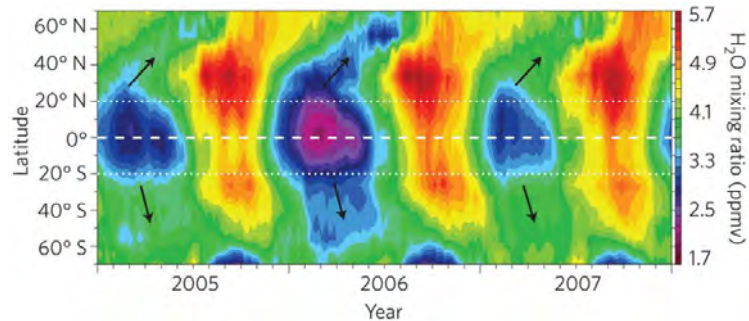 60° N
40° N
20° N
0°
20° S
40° S
60° S
Latitude
2005
2006
2007
Year
5.7
4.9
4.1
3.3
2.5
1.7
H₂O mixing ratio (ppmv)